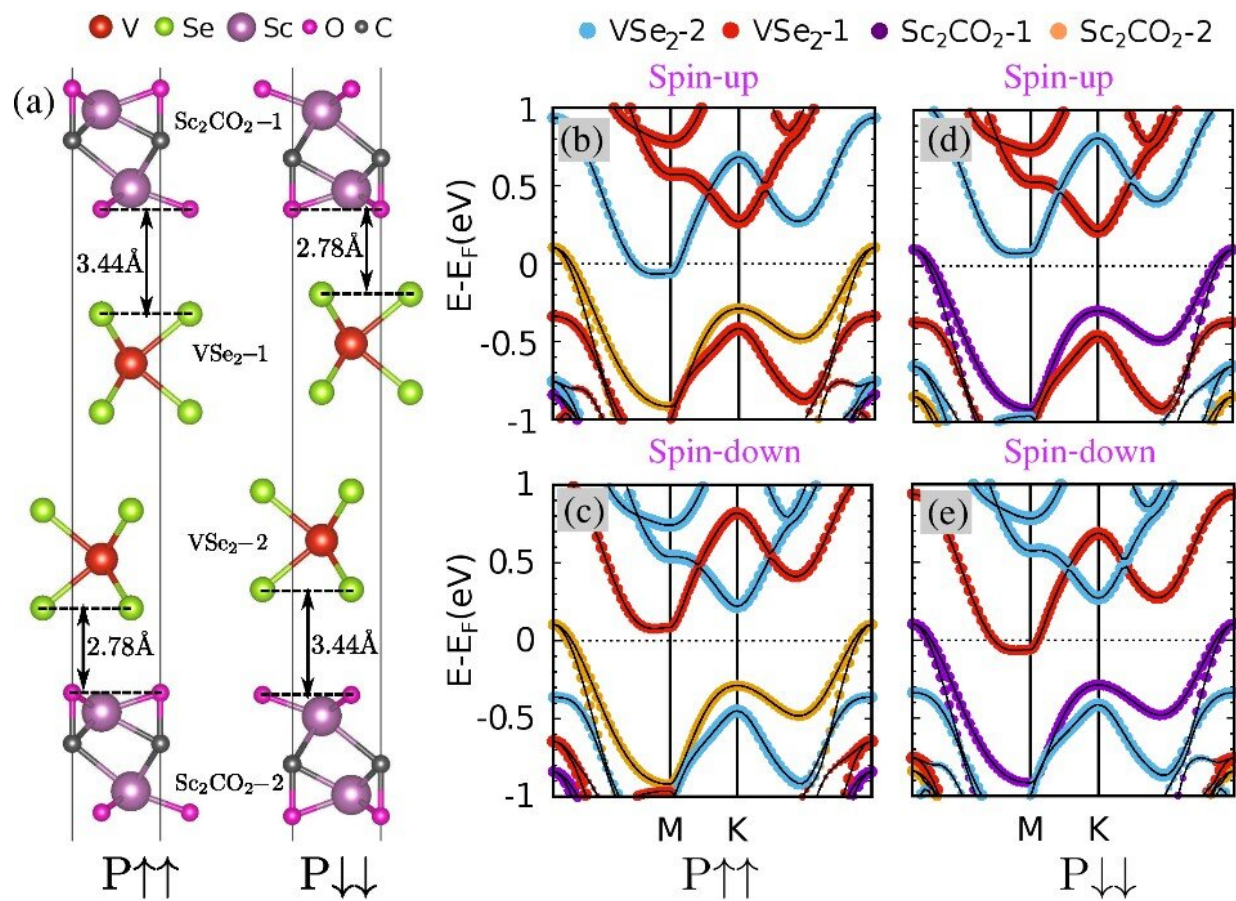 V Se Sc O C
VSe₂-2 VSe₂-1 Sc₂CO₂-1 Sc₂CO₂-2
(a)
Sc₂CO₂-1
3.44Å
2.78Å
VSe₂-1
VSe₂-2
2.78Å
3.44Å
Sc₂CO₂-2
P↑↑ P↓↓
Spin-up Spin-up
(b) (d)
E-E_F(eV)
1
0.5
0
-0.5
-1
Spin-down Spin-down
(c) (e)
E-E_F(eV)
1
0.5
0
-0.5
-1
M K M K
P↑↑ P↓↓